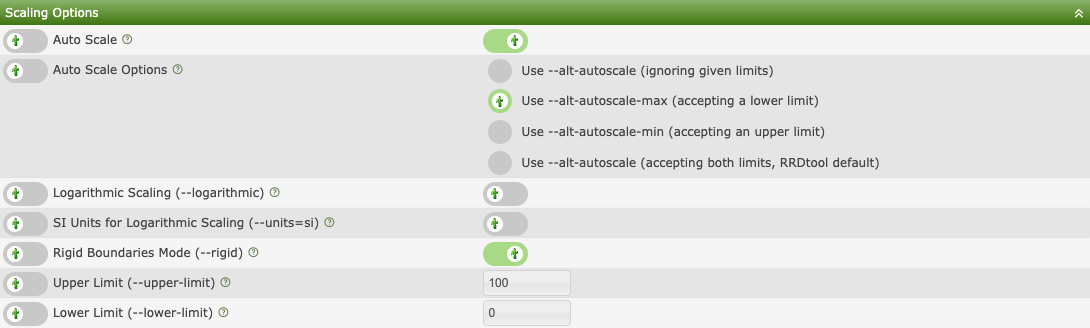 Scaling Options
Auto Scale
Auto Scale Options
Use --alt-autoscale (ignoring given limits)
Use --alt-autoscale-max (accepting a lower limit)
Use --alt-autoscale-min (accepting an upper limit)
Use --alt-autoscale (accepting both limits, RRDtool default)
Logarithmic Scaling (--logarithmic)
SI Units for Logarithmic Scaling (--units=si)
Rigid Boundaries Mode (--rigid)
Upper Limit (--upper-limit) 100
Lower Limit (--lower-limit) 0